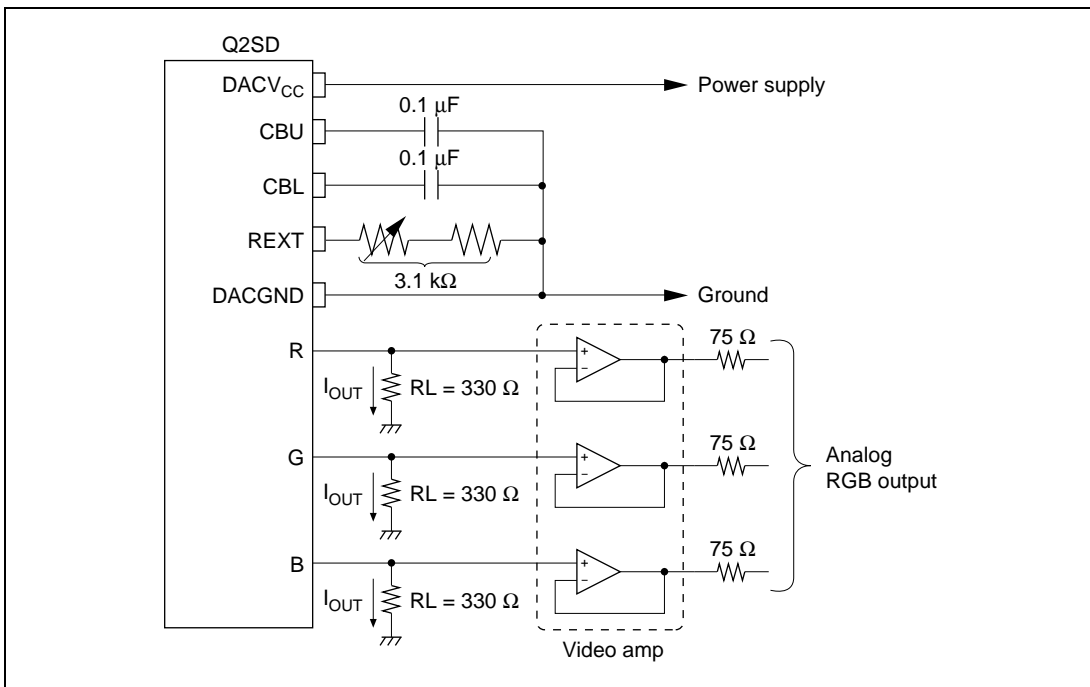 Q2SD
DACVCC
Power supply
0.1 µF
CBU
0.1 µF
CBL
REXT
3.1 kΩ
DACGND
Ground
75 Ω
R
+
−
IOUT
RL = 330 Ω
75 Ω
G
+
−
IOUT
RL = 330 Ω
Analog
RGB output
75 Ω
B
+
−
IOUT
RL = 330 Ω
Video amp